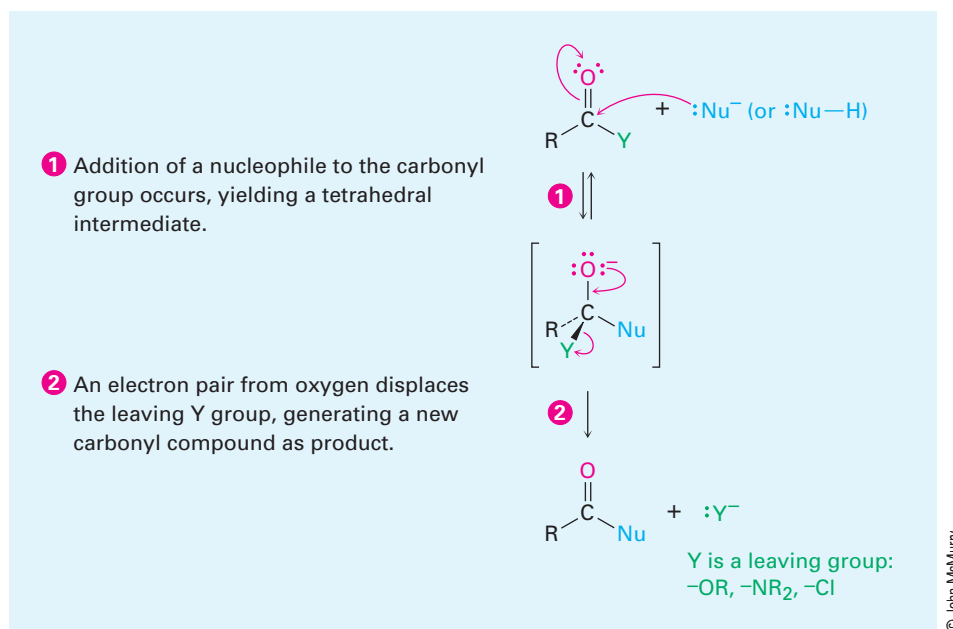 O
C
R
Y
+ :Nu⁻ (or :Nu—H)
1 Addition of a nucleophile to the carbonyl
group occurs, yielding a tetrahedral
intermediate.
1
:O:⁻
C
R
Nu
Y
2 An electron pair from oxygen displaces
the leaving Y group, generating a new
carbonyl compound as product.
2
O
C
R
Nu
+ :Y⁻
Y is a leaving group:
–OR, –NR₂, –Cl
© John McMurry